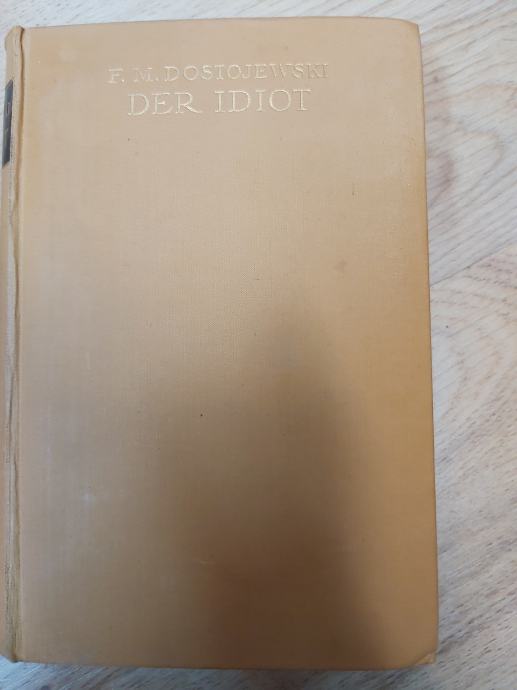 F. M. DOSTOJEWSKI
DER IDIOT